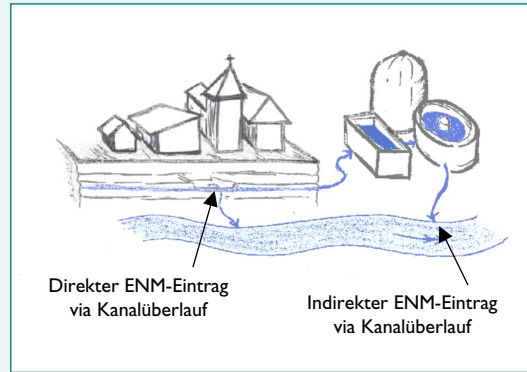 Direkter ENM-Eintrag
via Kanalüberlauf
Indirekter ENM-Eintrag
via Kanalüberlauf